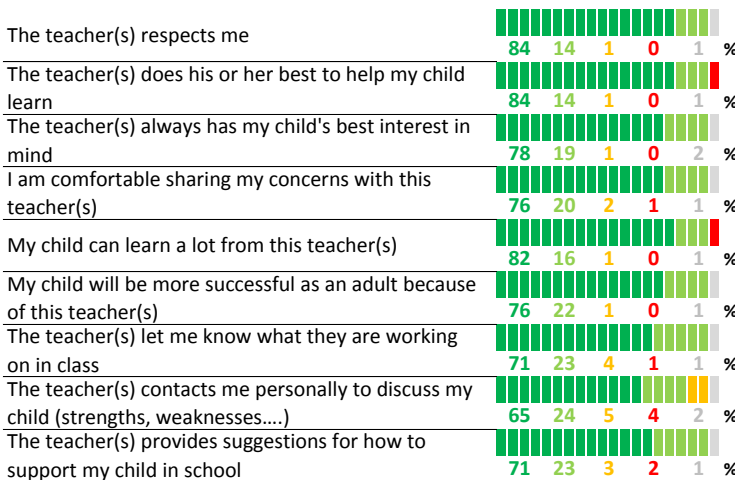 The teacher(s) respects me
84 14 1 0 1 %
The teacher(s) does his or her best to help my child
learn
84 14 1 0 1 %
The teacher(s) always has my child's best interest in
mind
78 19 1 0 2 %
I am comfortable sharing my concerns with this
teacher(s)
76 20 2 1 1 %
My child can learn a lot from this teacher(s)
82 16 1 0 1 %
My child will be more successful as an adult because
of this teacher(s)
76 22 1 0 1 %
The teacher(s) let me know what they are working
on in class
71 23 4 1 1 %
The teacher(s) contacts me personally to discuss my
child (strengths, weaknesses....)
65 24 5 4 2 %
The teacher(s) provides suggestions for how to
support my child in school
71 23 3 2 1 %